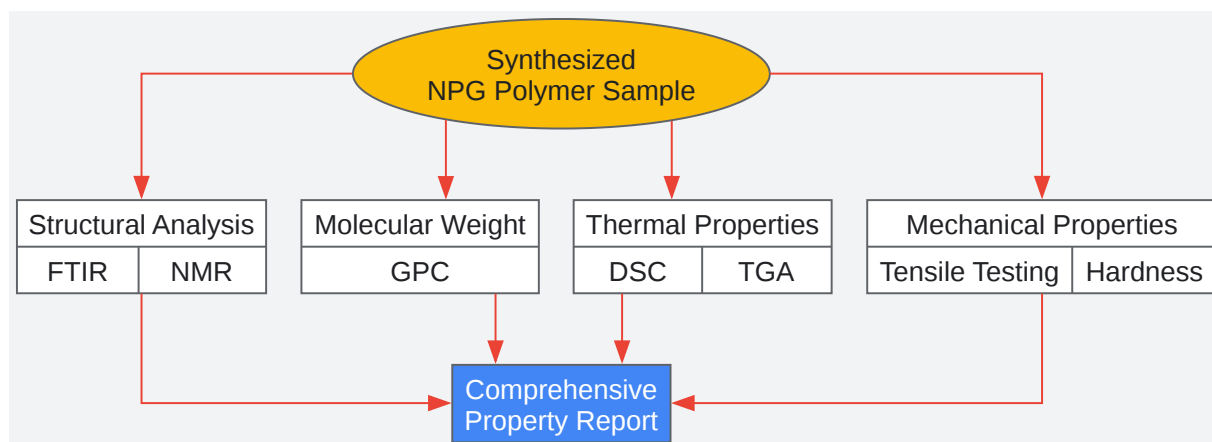 Synthesized
NPG Polymer Sample
Structural Analysis
FTIR
NMR
Molecular Weight
GPC
Thermal Properties
DSC
TGA
Mechanical Properties
Tensile Testing
Hardness
Comprehensive
Property Report